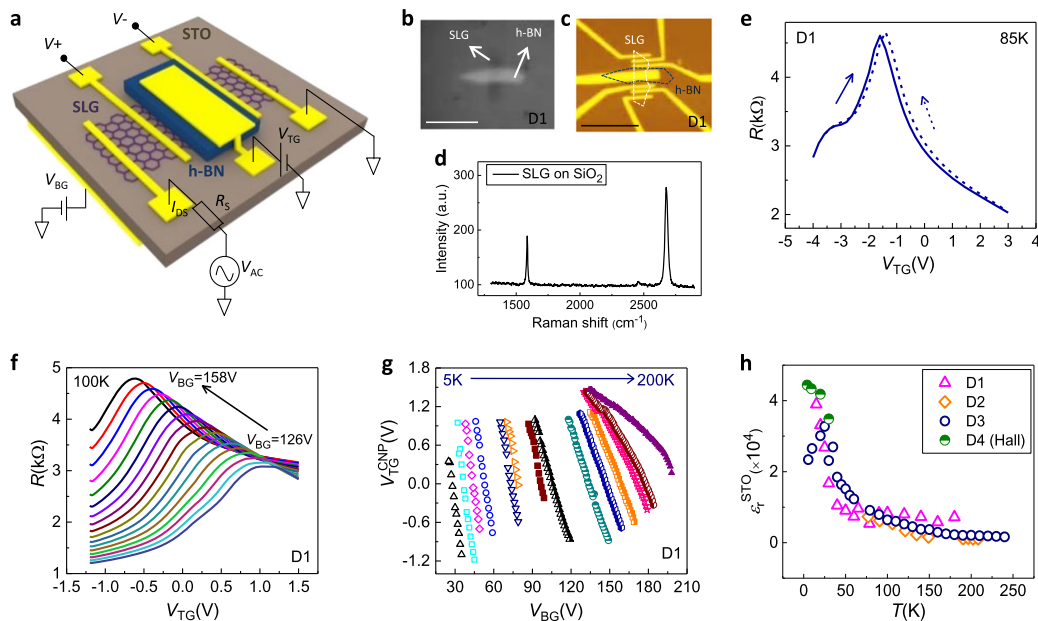 a
V-
V+
STO
SLG
h-BN
V_TG
V_BG
I_DS
R_S
V_AC
b
SLG
h-BN
D1
c
SLG
h-BN
D1
d
SLG on SiO₂
Intensity (a.u.)
300
200
100
1500
2000
2500
Raman shift (cm⁻¹)
e
D1
85K
R(kΩ)
2
3
4
-5 -4 -3 -2 -1 0 1 2 3 4
V_TG(V)
f
100K
V_BG=158V
V_BG=126V
D1
R(kΩ)
5
4
3
2
1
-1.5 -1.0 -0.5 0.0 0.5 1.0 1.5
V_TG(V)
g
5K
200K
D1
V_TG^CNP(V)
1.8
1.2
0.6
0.0
-0.6
-1.2
30 60 90 120 150 180 210
V_BG(V)
h
D1
D2
D3
D4 (Hall)
ε_r^STO(×10⁴)
4
2
0
0 50 100 150 200 250
T(K)